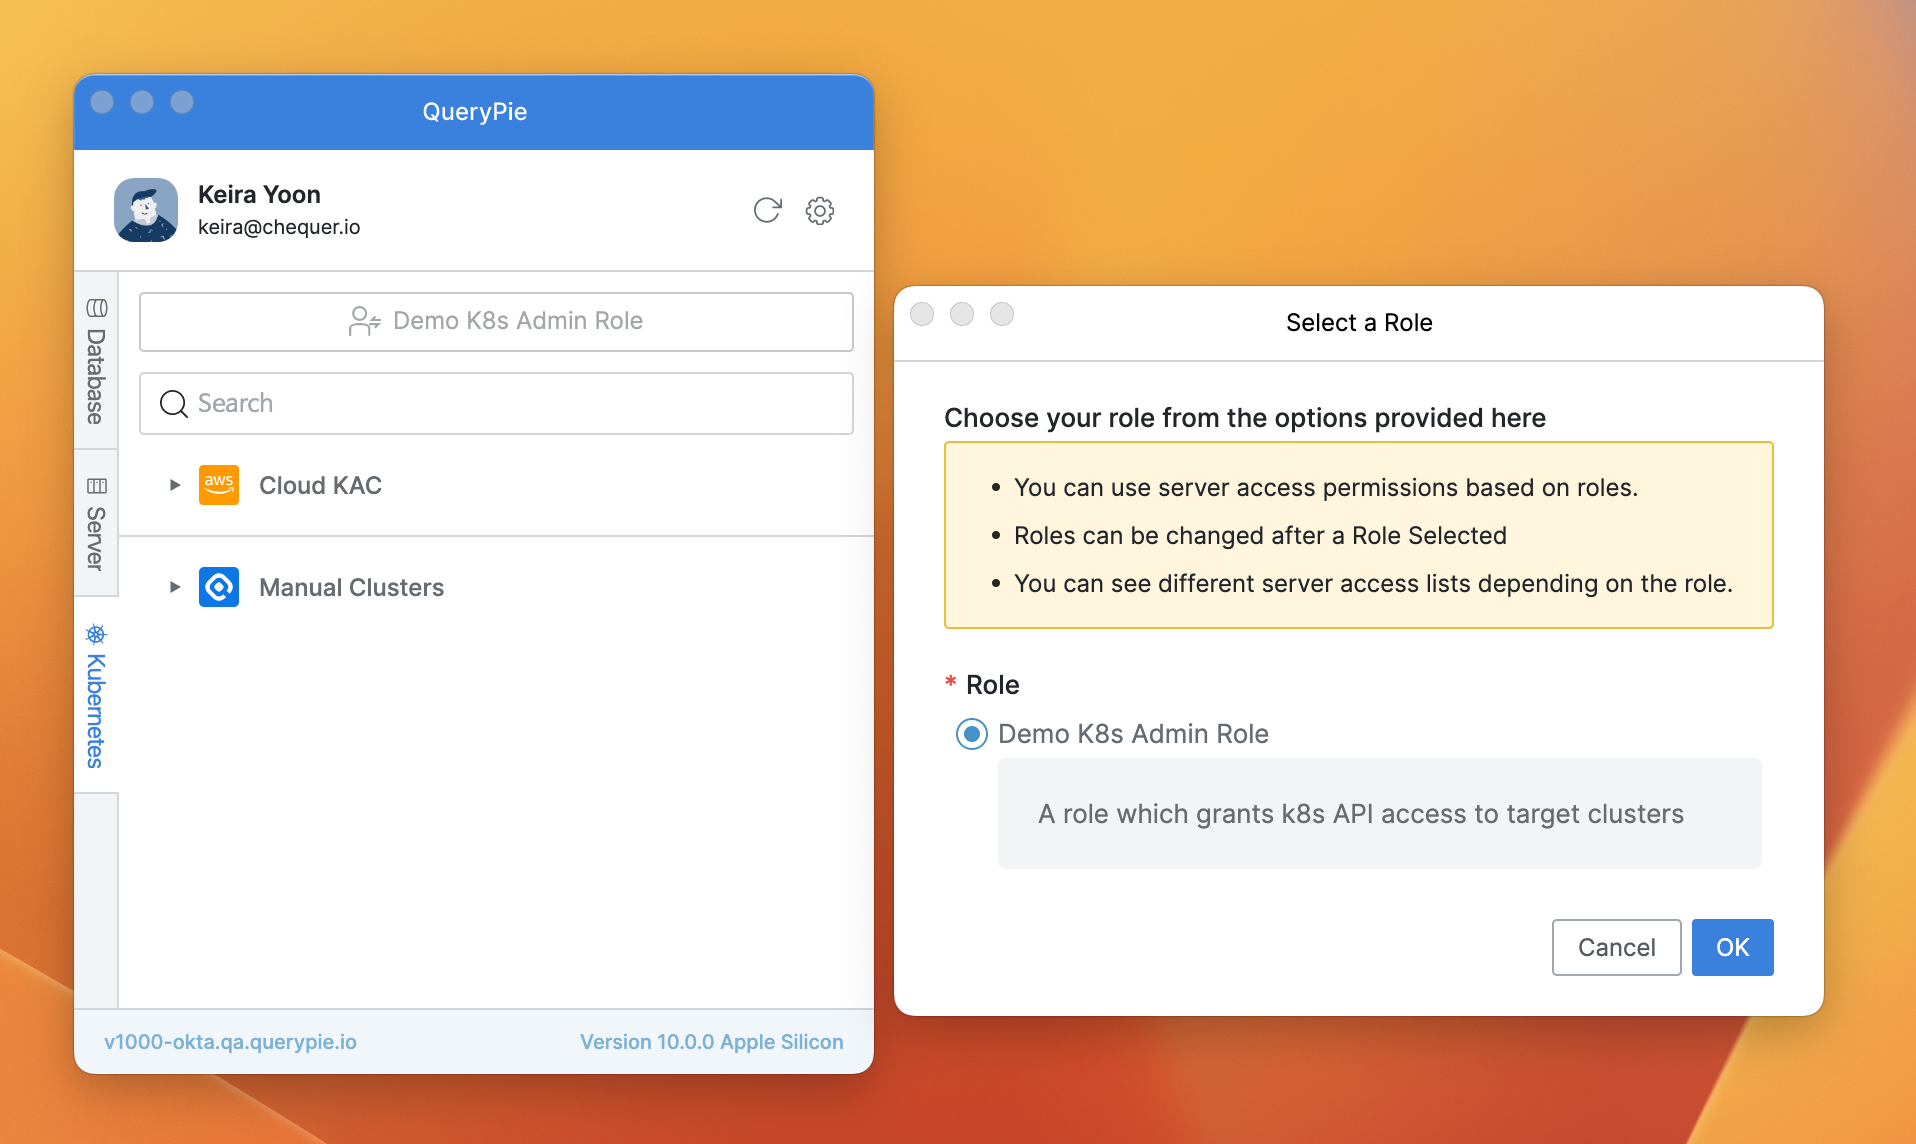 QueryPie
Keira Yoon
keira@chequer.io
Database
Server
Kubernetes
Demo K8s Admin Role
Search
aws
Cloud KAC
Manual Clusters
v1000-okta.qa.querypie.io
Version 10.0.0 Apple Silicon
Select a Role
Choose your role from the options provided here
• You can use server access permissions based on roles.
• Roles can be changed after a Role Selected
• You can see different server access lists depending on the role.
* Role
Demo K8s Admin Role
A role which grants k8s API access to target clusters
Cancel
OK